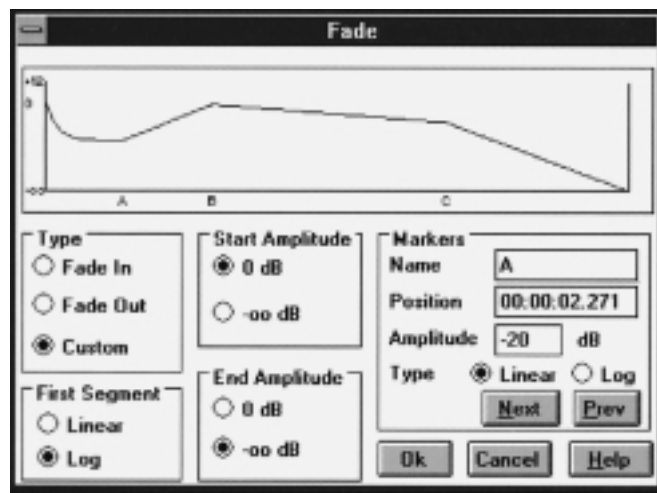 Fade
0
A B C
Type
Fade In
Fade Out
Custom
First Segment
Linear
Log
Start Amplitude
0 dB
-oo dB
End Amplitude
0 dB
-oo dB
Markers
Name A
Position 00:00:02.271
Amplitude -20 dB
Type Linear Log
Next Prev
Ok Cancel Help